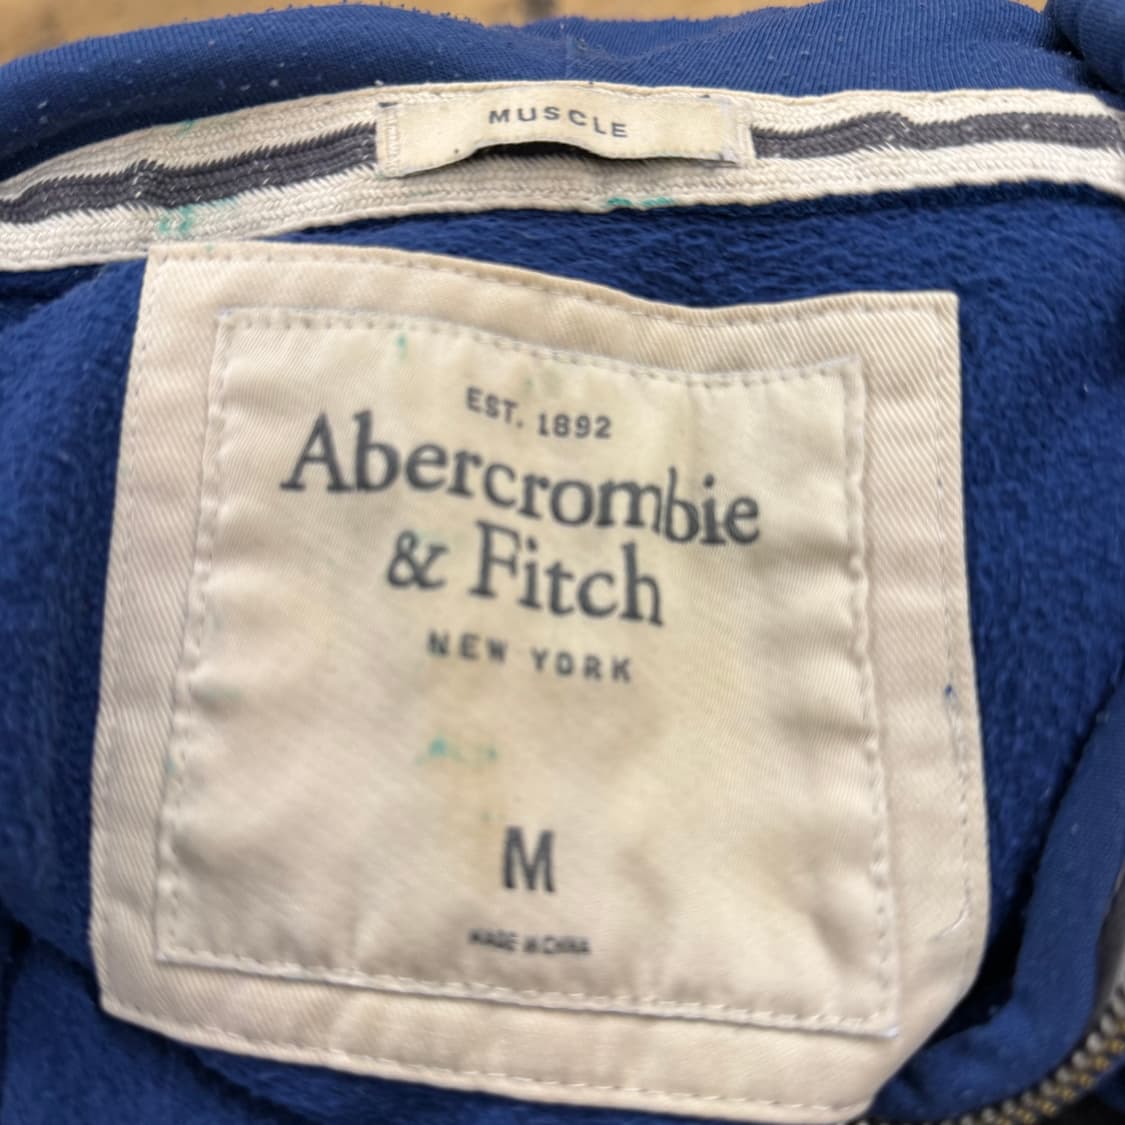 MUSCLE
EST. 1892
Abercrombie
& Fitch
NEW YORK
M
MADE IN CHINA